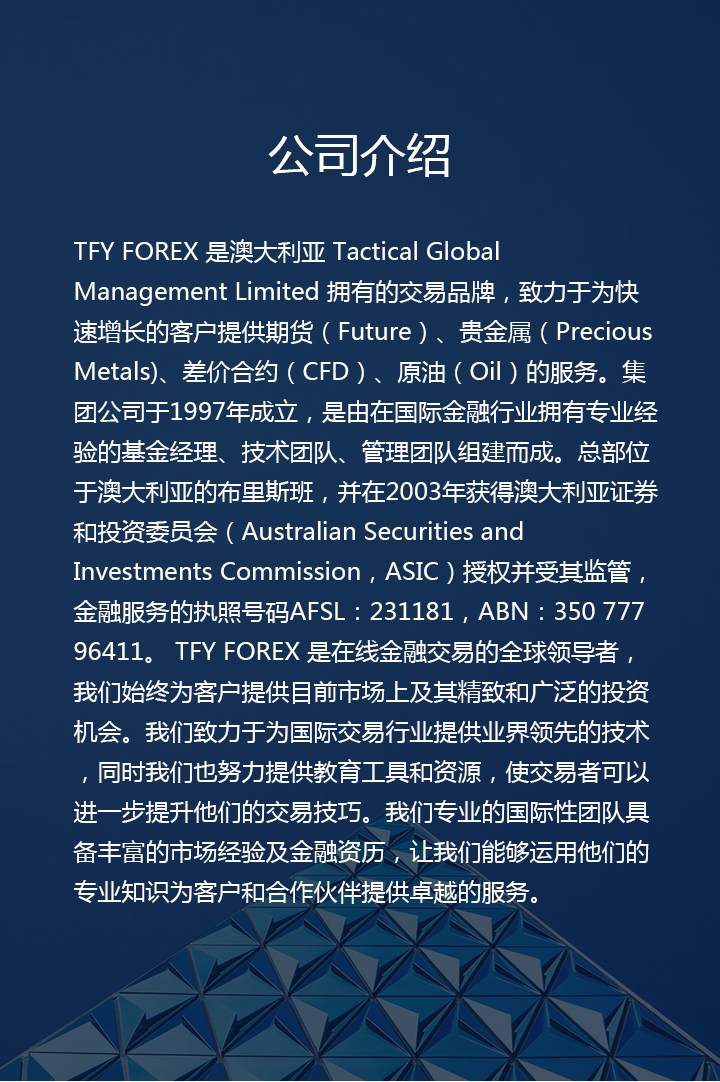 公司介绍
TFY FOREX 是澳大利亚 Tactical Global
Management Limited 拥有的交易品牌，致力于为快
速增长的客户提供期货（Future）、贵金属（Precious
Metals)、差价合约（CFD）、原油（Oil）的服务。集
团公司于1997年成立，是由在国际金融行业拥有专业经
验的基金经理、技术团队、管理团队组建而成。总部位
于澳大利亚的布里斯班，并在2003年获得澳大利亚证券
和投资委员会（Australian Securities and
Investments Commission，ASIC）授权并受其监管，
金融服务的执照号码AFSL：231181，ABN：350 777
96411。 TFY FOREX 是在线金融交易的全球领导者，
我们始终为客户提供目前市场上及其精致和广泛的投资
机会。我们致力于为国际交易行业提供业界领先的技术
，同时我们也努力提供教育工具和资源，使交易者可以
进一步提升他们的交易技巧。我们专业的国际性团队具
备丰富的市场经验及金融资历，让我们能够运用他们的
专业知识为客户和合作伙伴提供卓越的服务。